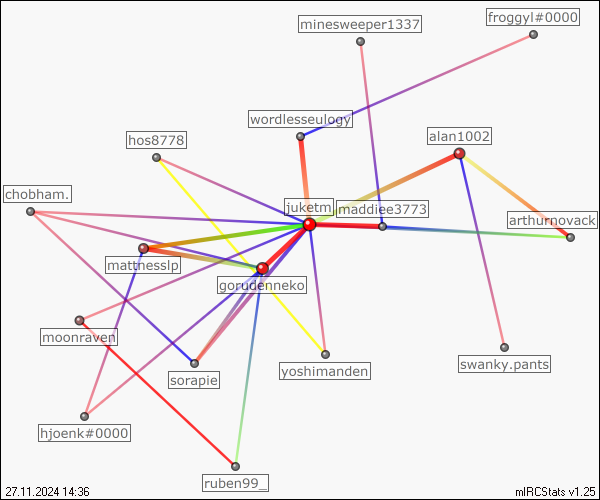 froggyl#0000
minesweeper1337
wordlesseulogy
alan1002
hos8778
chobham.
juketm
maddiee3773
arthurnovack
mattnesslp
gorudenneko
moonraven
swanky.pants
sorapie
yoshimanden
hjoenk#0000
ruben99_
27.11.2024 14:36
mIRCStats v1.25